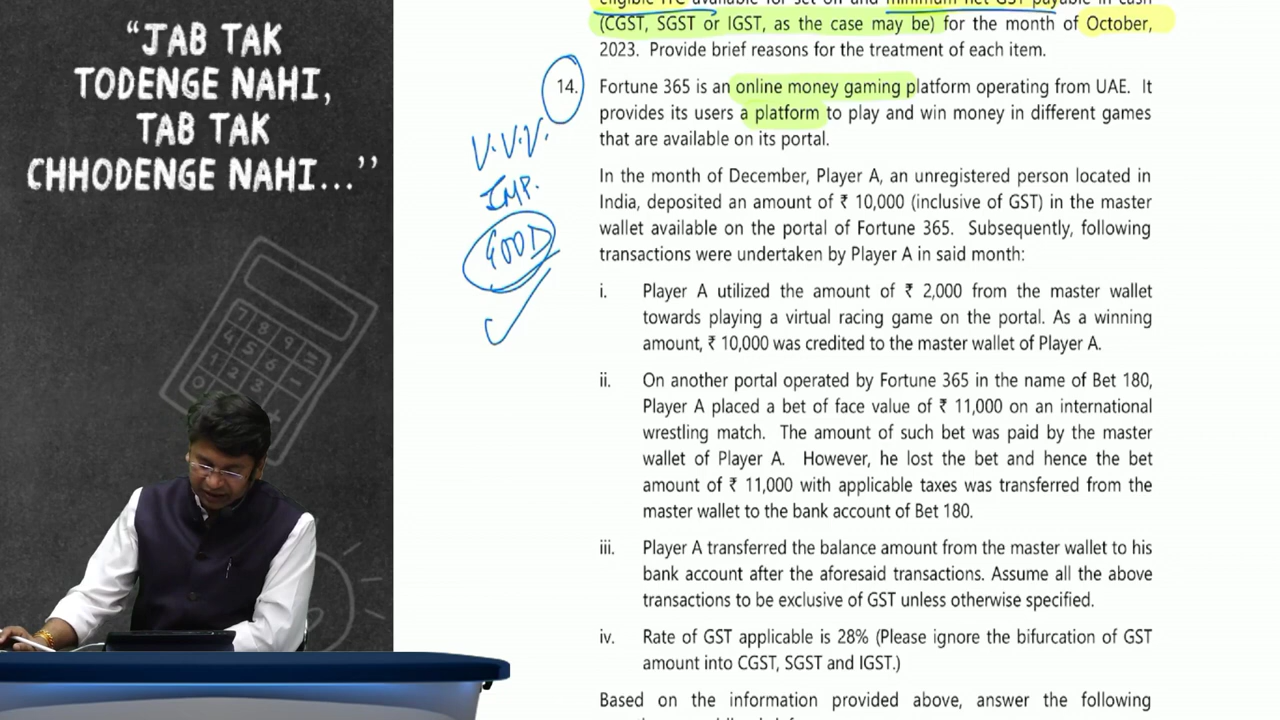 “JAB TAK
TODENGE NAHI,
TAB TAK
CHHODENGE NAHI...’’
(CGST, SGST or IGST, as the case may be) for the month of October,
2023. Provide brief reasons for the treatment of each item.
14. Fortune 365 is an online money gaming platform operating from UAE. It
provides its users a platform to play and win money in different games
that are available on its portal.
V.V.V.
IMP.
GOOD
In the month of December, Player A, an unregistered person located in
India, deposited an amount of ₹ 10,000 (inclusive of GST) in the master
wallet available on the portal of Fortune 365. Subsequently, following
transactions were undertaken by Player A in said month:
i. Player A utilized the amount of ₹ 2,000 from the master wallet
towards playing a virtual racing game on the portal. As a winning
amount, ₹ 10,000 was credited to the master wallet of Player A.
ii. On another portal operated by Fortune 365 in the name of Bet 180,
Player A placed a bet of face value of ₹ 11,000 on an international
wrestling match. The amount of such bet was paid by the master
wallet of Player A. However, he lost the bet and hence the bet
amount of ₹ 11,000 with applicable taxes was transferred from the
master wallet to the bank account of Bet 180.
iii. Player A transferred the balance amount from the master wallet to his
bank account after the aforesaid transactions. Assume all the above
transactions to be exclusive of GST unless otherwise specified.
iv. Rate of GST applicable is 28% (Please ignore the bifurcation of GST
amount into CGST, SGST and IGST.)
Based on the information provided above, answer the following